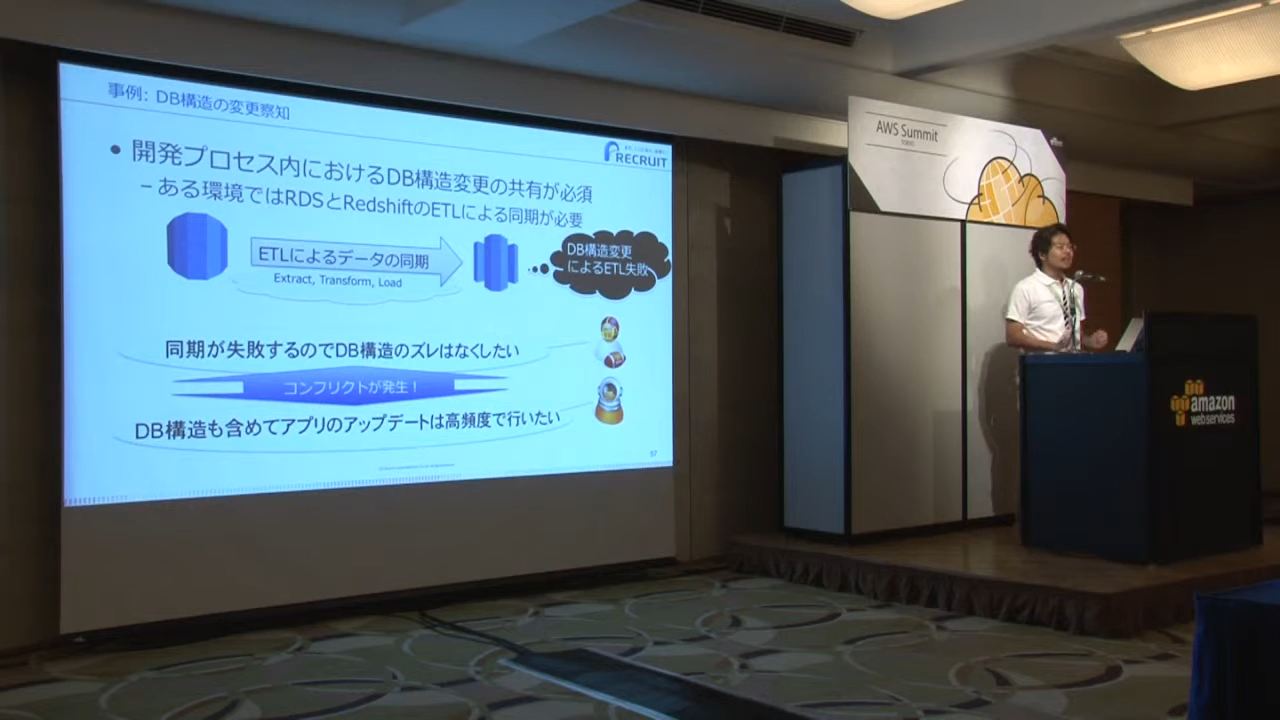 事例: DB構造の変更察知
RECRUIT
• 開発プロセス内におけるDB構造変更の共有が必須
– ある環境ではRDSとRedshiftのETLによる同期が必要
ETLによるデータの同期
Extract, Transform, Load
DB構造変更
によるETL失敗
同期が失敗するのでDB構造のズレはなくしたい
コンフリクトが発生！
DB構造も含めてアプリのアップデートは高頻度で行いたい
57
AWS Summit
TOKYO
amazon
webservices